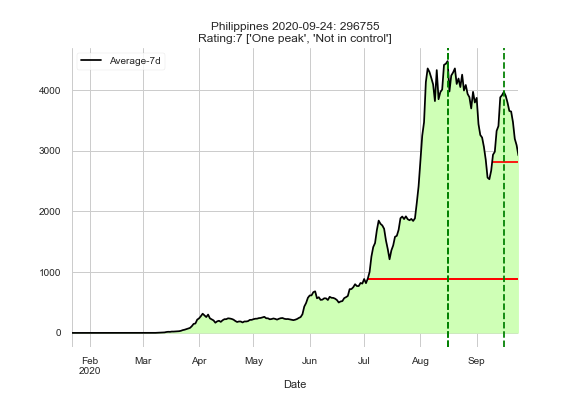 Philippines 2020-09-24: 296755
Rating:7 ['One peak', 'Not in control']
Average-7d
4000
3000
2000
1000
0
Feb
2020
Mar
Apr
May
Jun
Jul
Aug
Sep
Date